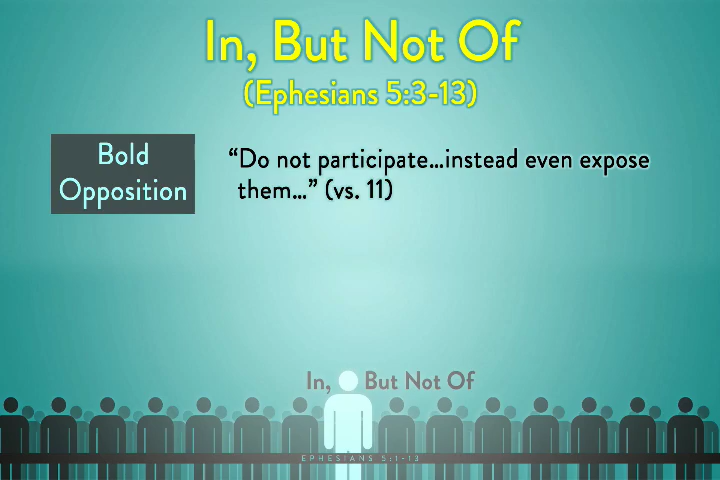 In, But Not Of
(Ephesians 5:3-13)
Bold
Opposition
“Do not participate...instead even expose
them...” (vs. 11)
In, But Not Of
EPHESIANS 5:1-13